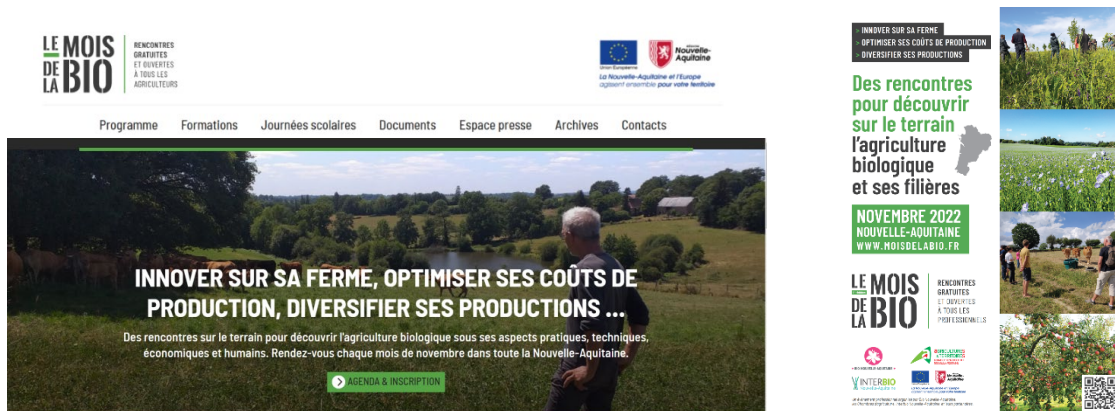 LE MOIS
DE BIO
LA
RENCONTRES
GRATUITES
ET OUVERTES
À TOUS LES
AGRICULTEURS
Union Européenne
Nouvelle-
Aquitaine
La Nouvelle-Aquitaine et l'Europe
agissent ensemble pour votre territoire
Programme Formations Journées scolaires Documents Espace presse Archives Contacts
INNOVER SUR SA FERME, OPTIMISER SES COÛTS DE
PRODUCTION, DIVERSIFIER SES PRODUCTIONS ...
Des rencontres sur le terrain pour découvrir l'agriculture biologique sous ses aspects pratiques, techniques,
économiques et humains. Rendez-vous chaque mois de novembre dans toute la Nouvelle-Aquitaine.
AGENDA & INSCRIPTION
> INNOVER SUR SA FERME
> OPTIMISER SES COÛTS DE PRODUCTION
> DIVERSIFIER SES PRODUCTIONS
Des rencontres
pour découvrir
sur le terrain
l'agriculture
biologique
et ses filières
NOVEMBRE 2022
NOUVELLE-AQUITAINE
WWW.MOISDELABIO.FR
LE MOIS
DE BIO
LA
RENCONTRES
GRATUITES
ET OUVERTES
À TOUS LES
PROFESSIONNELS
AGRICULTURES
& TERRITOIRES
INTERBIO
Nouvelle-Aquitaine
Nouvelle-
Aquitaine